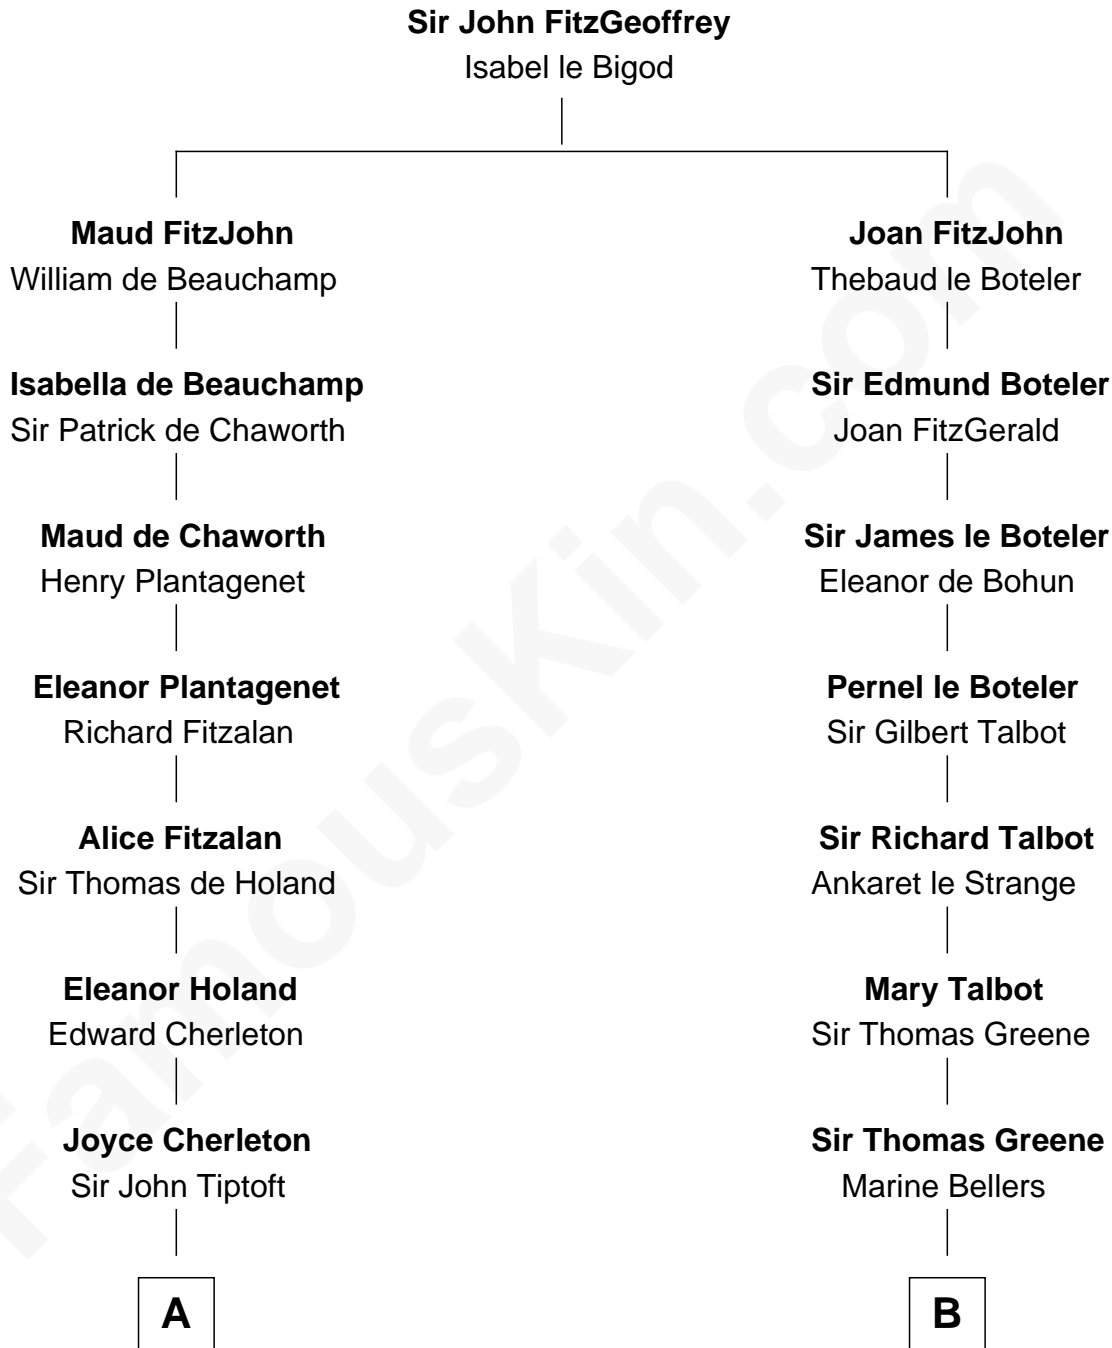 Sir John FitzGeoffrey
Isabel le Bigod
Maud FitzJohn
William de Beauchamp
Joan FitzJohn
Thebaud le Boteler
Isabella de Beauchamp
Sir Patrick de Chaworth
Sir Edmund Boteler
Joan FitzGerald
Maud de Chaworth
Henry Plantagenet
Sir James le Boteler
Eleanor de Bohun
Eleanor Plantagenet
Richard Fitzalan
Pernel le Boteler
Sir Gilbert Talbot
Alice Fitzalan
Sir Thomas de Holand
Sir Richard Talbot
Ankaret le Strange
Eleanor Holand
Edward Cherleton
Mary Talbot
Sir Thomas Greene
Joyce Cherleton
Sir John Tiptoft
Sir Thomas Greene
Marine Bellers
A
B
FamousKin.com